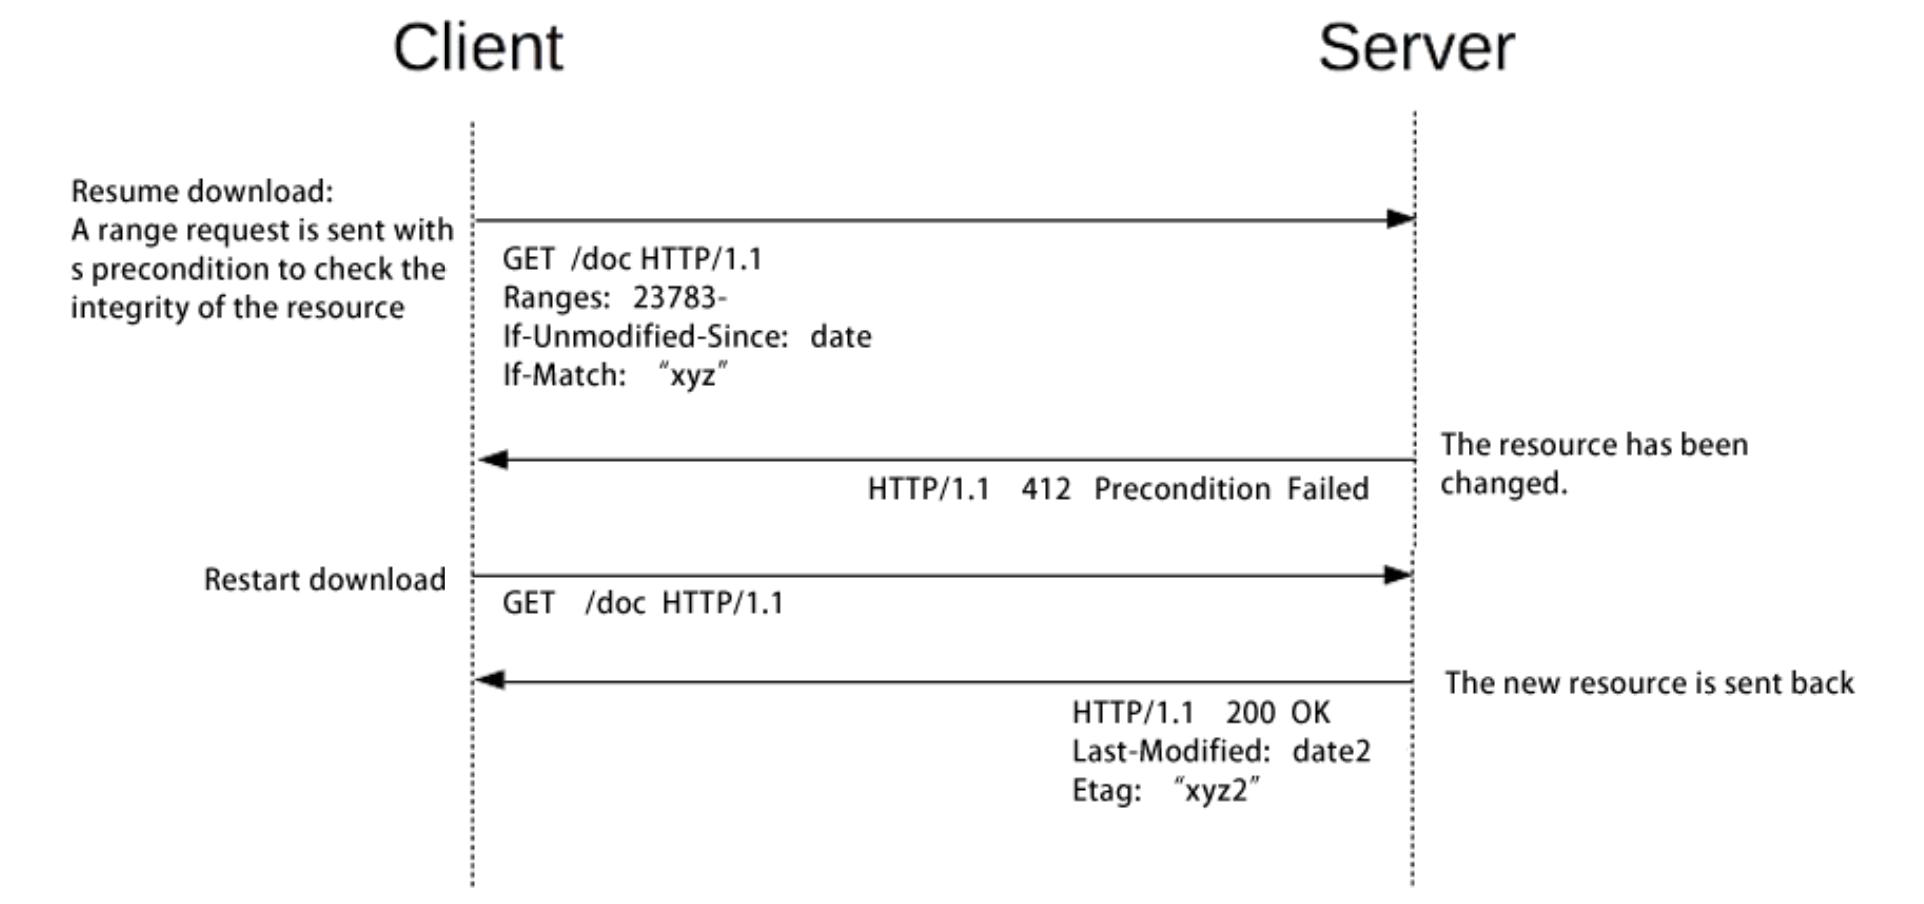 Client
Server
Resume download:
A range request is sent with
s precondition to check the
integrity of the resource
GET /doc HTTP/1.1
Ranges: 23783-
If-Unmodified-Since: date
If-Match: “xyz”
The resource has been
changed.
HTTP/1.1 412 Precondition Failed
Restart download
GET /doc HTTP/1.1
The new resource is sent back
HTTP/1.1 200 OK
Last-Modified: date2
Etag: “xyz2”